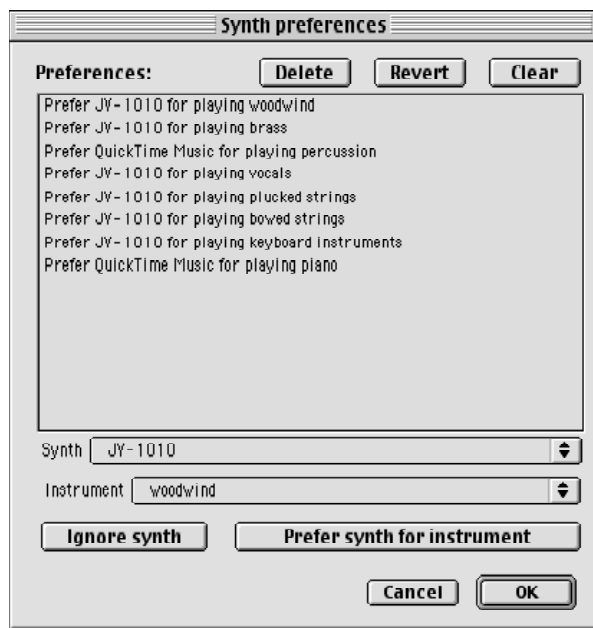 Synth preferences
Preferences: Delete Revert Clear
Prefer JV-1010 for playing woodwind
Prefer JV-1010 for playing brass
Prefer QuickTime Music for playing percussion
Prefer JV-1010 for playing vocals
Prefer JV-1010 for playing plucked strings
Prefer JV-1010 for playing bowed strings
Prefer JV-1010 for playing keyboard instruments
Prefer QuickTime Music for playing piano
Synth JV-1010
Instrument woodwind
Ignore synth Prefer synth for instrument
Cancel OK